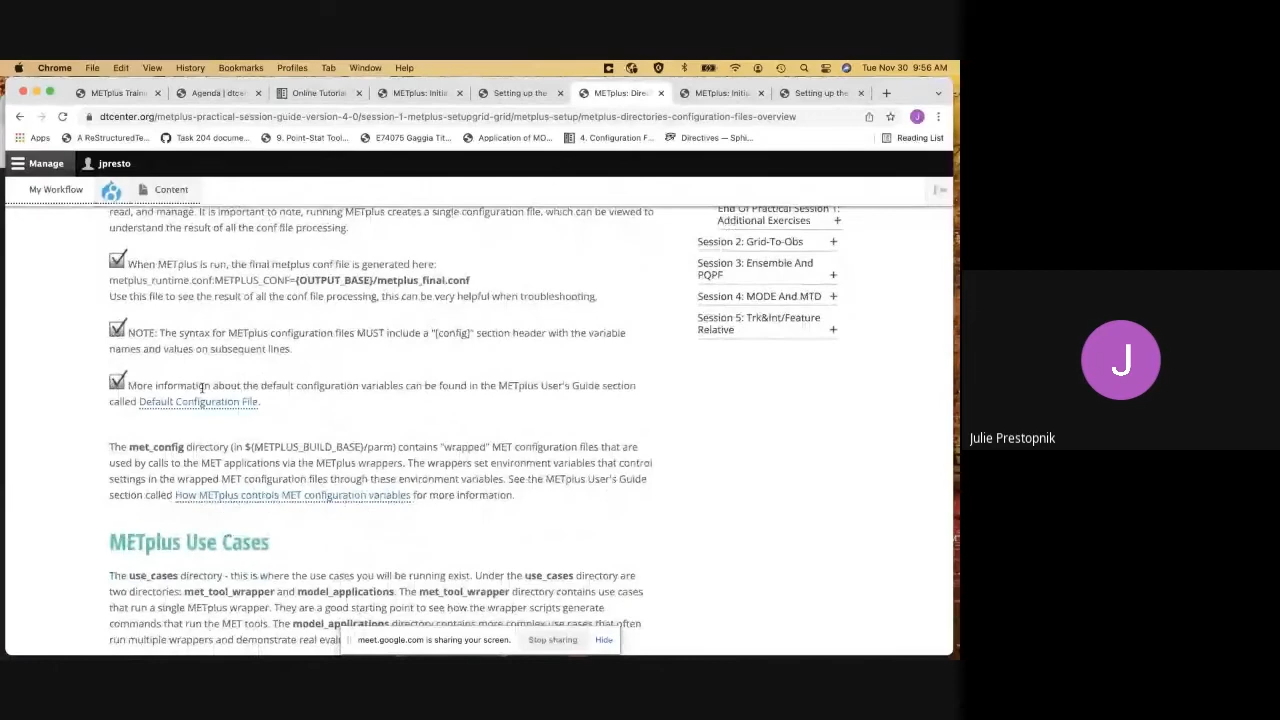 Chrome File Edit View History Bookmarks Profiles Tab Window Help Tue Nov 30 9:56 AM
METplus Train Agenda | dtce Online Tutorial METplus: Initia Setting up the METplus: Direc METplus: Initia Setting up the
dtcenter.org/metplus-practical-session-guide-version-4-0/session-1-metplus-setupgrid-grid/metplus-setup/metplus-directories-configuration-files-overview
Apps A ReStructuredTe... Task 204 docume... 9. Point-Stat Tool... E74075 Gaggia Tit... Application of MO... 4. Configuration F... Directives — Sphi... Reading List
Manage jpresto
My Workflow Content
read, and manage. It is important to note, running METplus creates a single configuration file, which can be viewed to
understand the result of all the conf file processing.
When METplus is run, the final metplus conf file is generated here:
metplus_runtime.conf:METPLUS_CONF={OUTPUT_BASE}/metplus_final.conf
Use this file to see the result of all the conf file processing, this can be very helpful when troubleshooting,
NOTE: The syntax for METplus configuration files MUST include a "[config]" section header with the variable
names and values on subsequent lines.
More information about the default configuration variables can be found in the METplus User's Guide section
called Default Configuration File.
The met_config directory (in ${METPLUS_BUILD_BASE}/parm) contains "wrapped" MET configuration files that are
used by calls to the MET applications via the METplus wrappers. The wrappers set environment variables that control
settings in the wrapped MET configuration files through these environment variables. See the METplus User's Guide
section called How METplus controls MET configuration variables for more information.
METplus Use Cases
The use_cases directory - this is where the use cases you will be running exist. Under the use_cases directory are
two directories: met_tool_wrapper and model_applications. The met_tool_wrapper directory contains use cases
that run a single METplus wrapper. They are a good starting point to see how the wrapper scripts generate
commands that run the MET tools. The model_applications directory contains more complex use cases that often
run multiple wrappers and demonstrate real
meet.google.com is sharing your screen. Stop sharing Hide
End Of Practical Session 1:
Additional Exercises +
Session 2: Grid-To-Obs +
Session 3: Ensemble And
PQPF +
Session 4: MODE And MTD +
Session 5: Trk&Int/Feature
Relative +
J
Julie Prestopnik